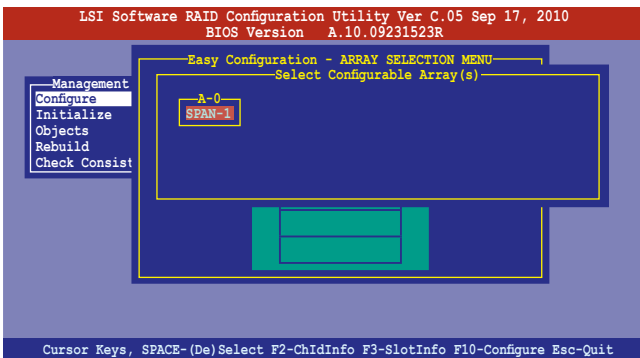 LSI Software RAID Configuration Utility Ver C.05 Sep 17, 2010
BIOS Version A.10.09231523R
Easy Configuration - ARRAY SELECTION MENU
Select Configurable Array(s)
Management
Configure
Initialize
Objects
Rebuild
Check Consist
A-0
SPAN-1
Cursor Keys, SPACE-(De)Select F2-ChIdInfo F3-SlotInfo F10-Configure Esc-Quit